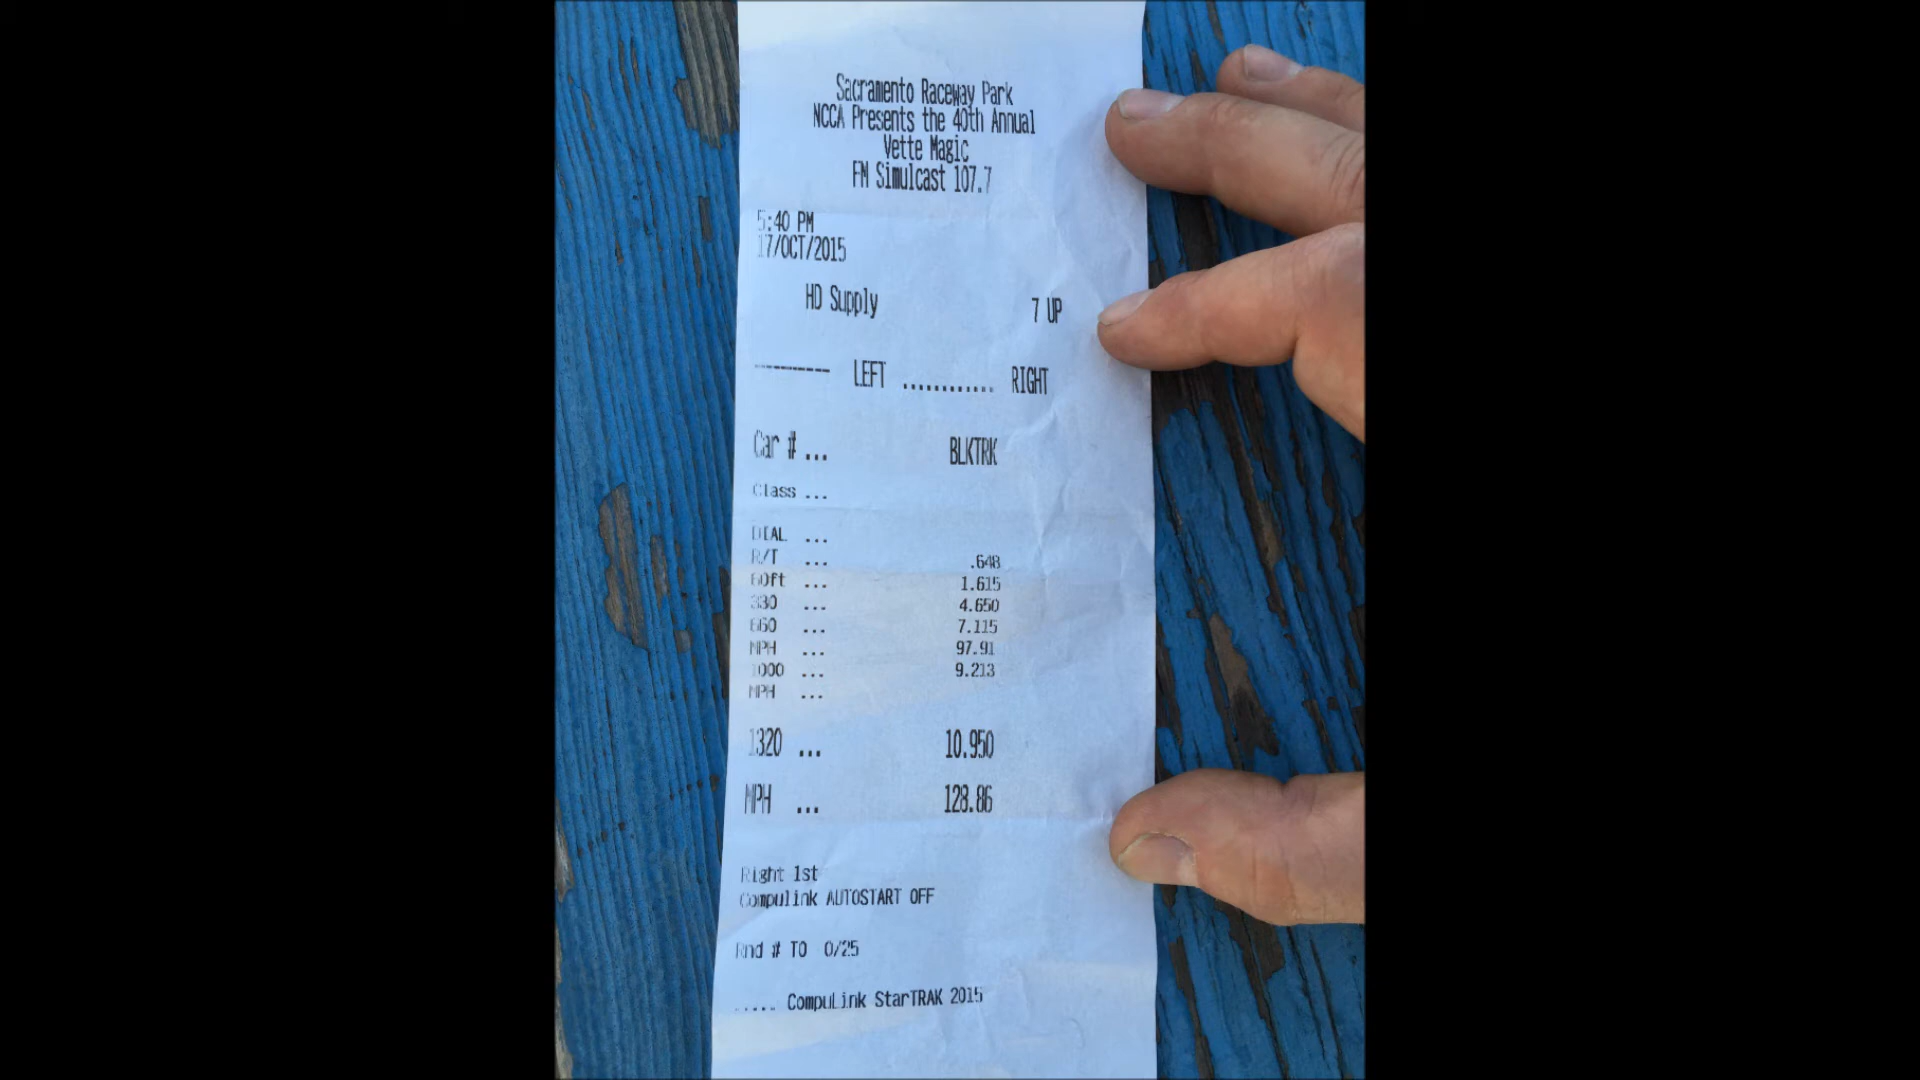 Sacramento Raceway Park
NCCA Presents the 40th Annual
Vette Magic
FM Simulcast 107.7
5:40 PM
17/OCT/2015
HD Supply 7 UP
--------- LEFT ............ RIGHT
Car # ... BLKTRK
Class ...
DIAL ...
R/T ... .648
60ft ... 1.615
330 ... 4.650
660 ... 7.115
MPH ... 97.91
1000 ... 9.213
MPH ...
1320 ... 10.950
MPH ... 128.86
Right 1st
Compulink AUTOSTART OFF
Rnd # TO 0/25
..... CompuLink StarTRAK 2015